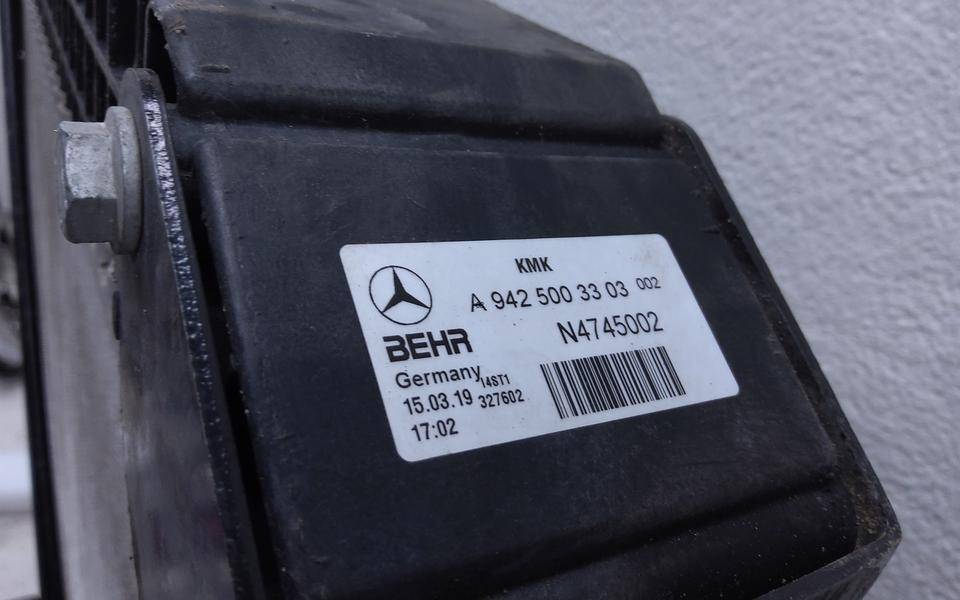 KMK
A 942 500 33 03 002
BEHR
N4745002
Germany 14ST1
15.03.19 327602
17:02